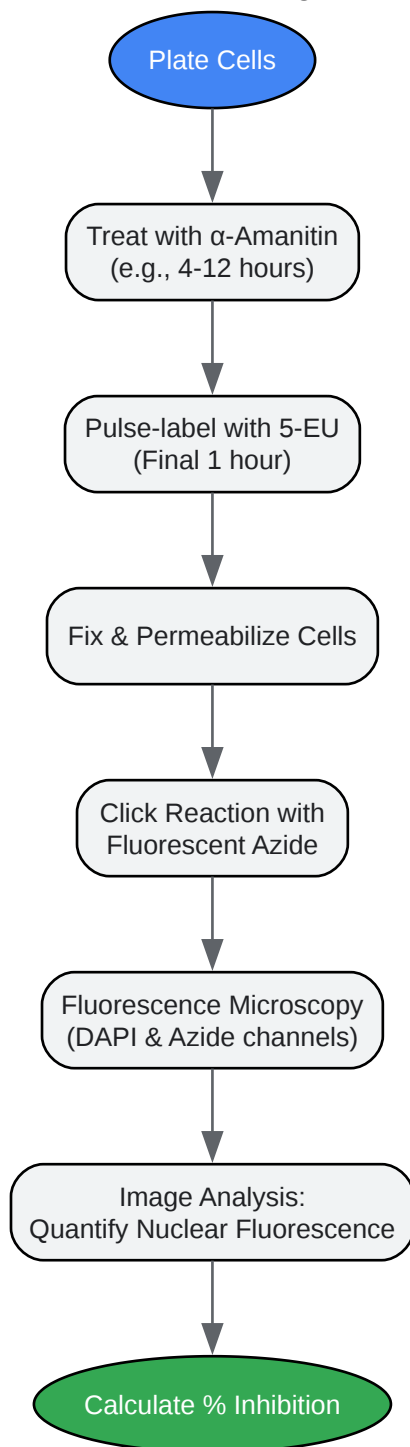 Plate Cells
Treat with α-Amanitin
(e.g., 4-12 hours)
Pulse-label with 5-EU
(Final 1 hour)
Fix & Permeabilize Cells
Click Reaction with
Fluorescent Azide
Fluorescence Microscopy
(DAPI & Azide channels)
Image Analysis:
Quantify Nuclear Fluorescence
Calculate % Inhibition